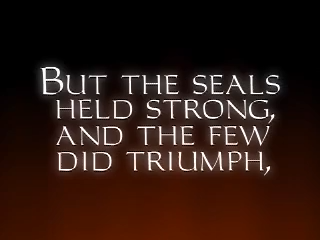 BUT THE SEALS
HELD STRONG,
AND THE FEW
DID TRIUMPH,